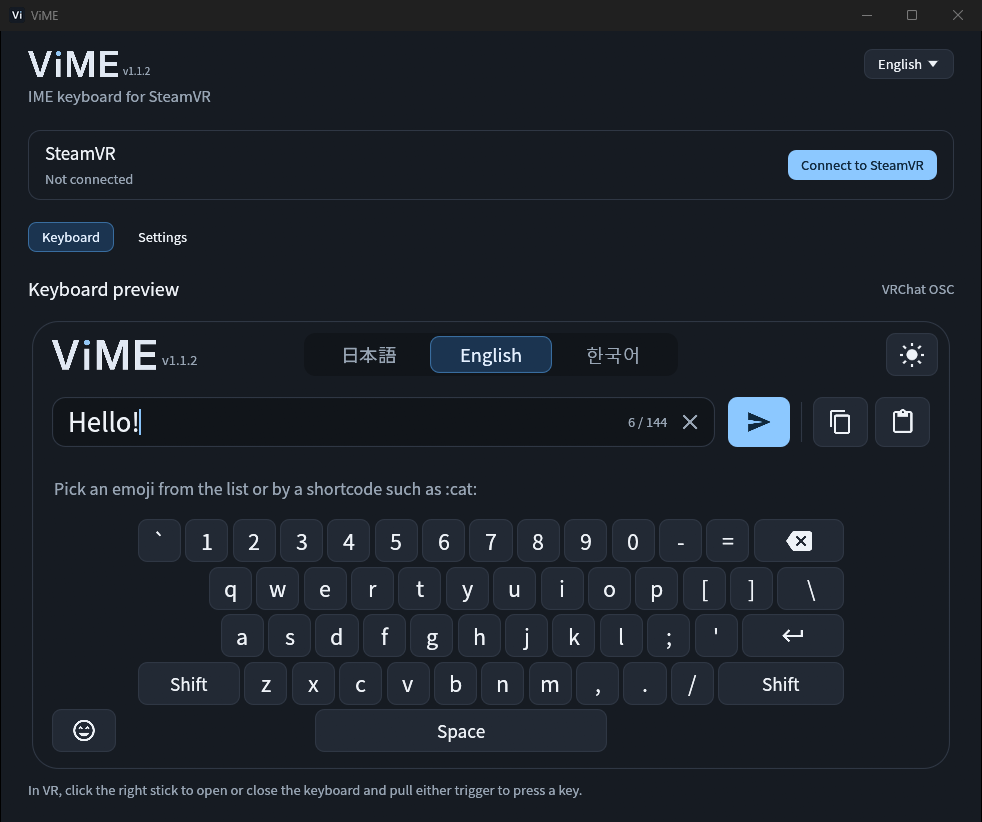 Vi ViME
ViME v1.1.2
English
IME keyboard for SteamVR
SteamVR
Not connected
Connect to SteamVR
Keyboard Settings
Keyboard preview
VRChat OSC
ViME v1.1.2
日本語 English 한국어
Hello!
6 / 144
Pick an emoji from the list or by a shortcode such as :cat:
` 1 2 3 4 5 6 7 8 9 0 - =
q w e r t y u i o p [ ] \
a s d f g h j k l ; '
Shift z x c v b n m , . / Shift
Space
In VR, click the right stick to open or close the keyboard and pull either trigger to press a key.